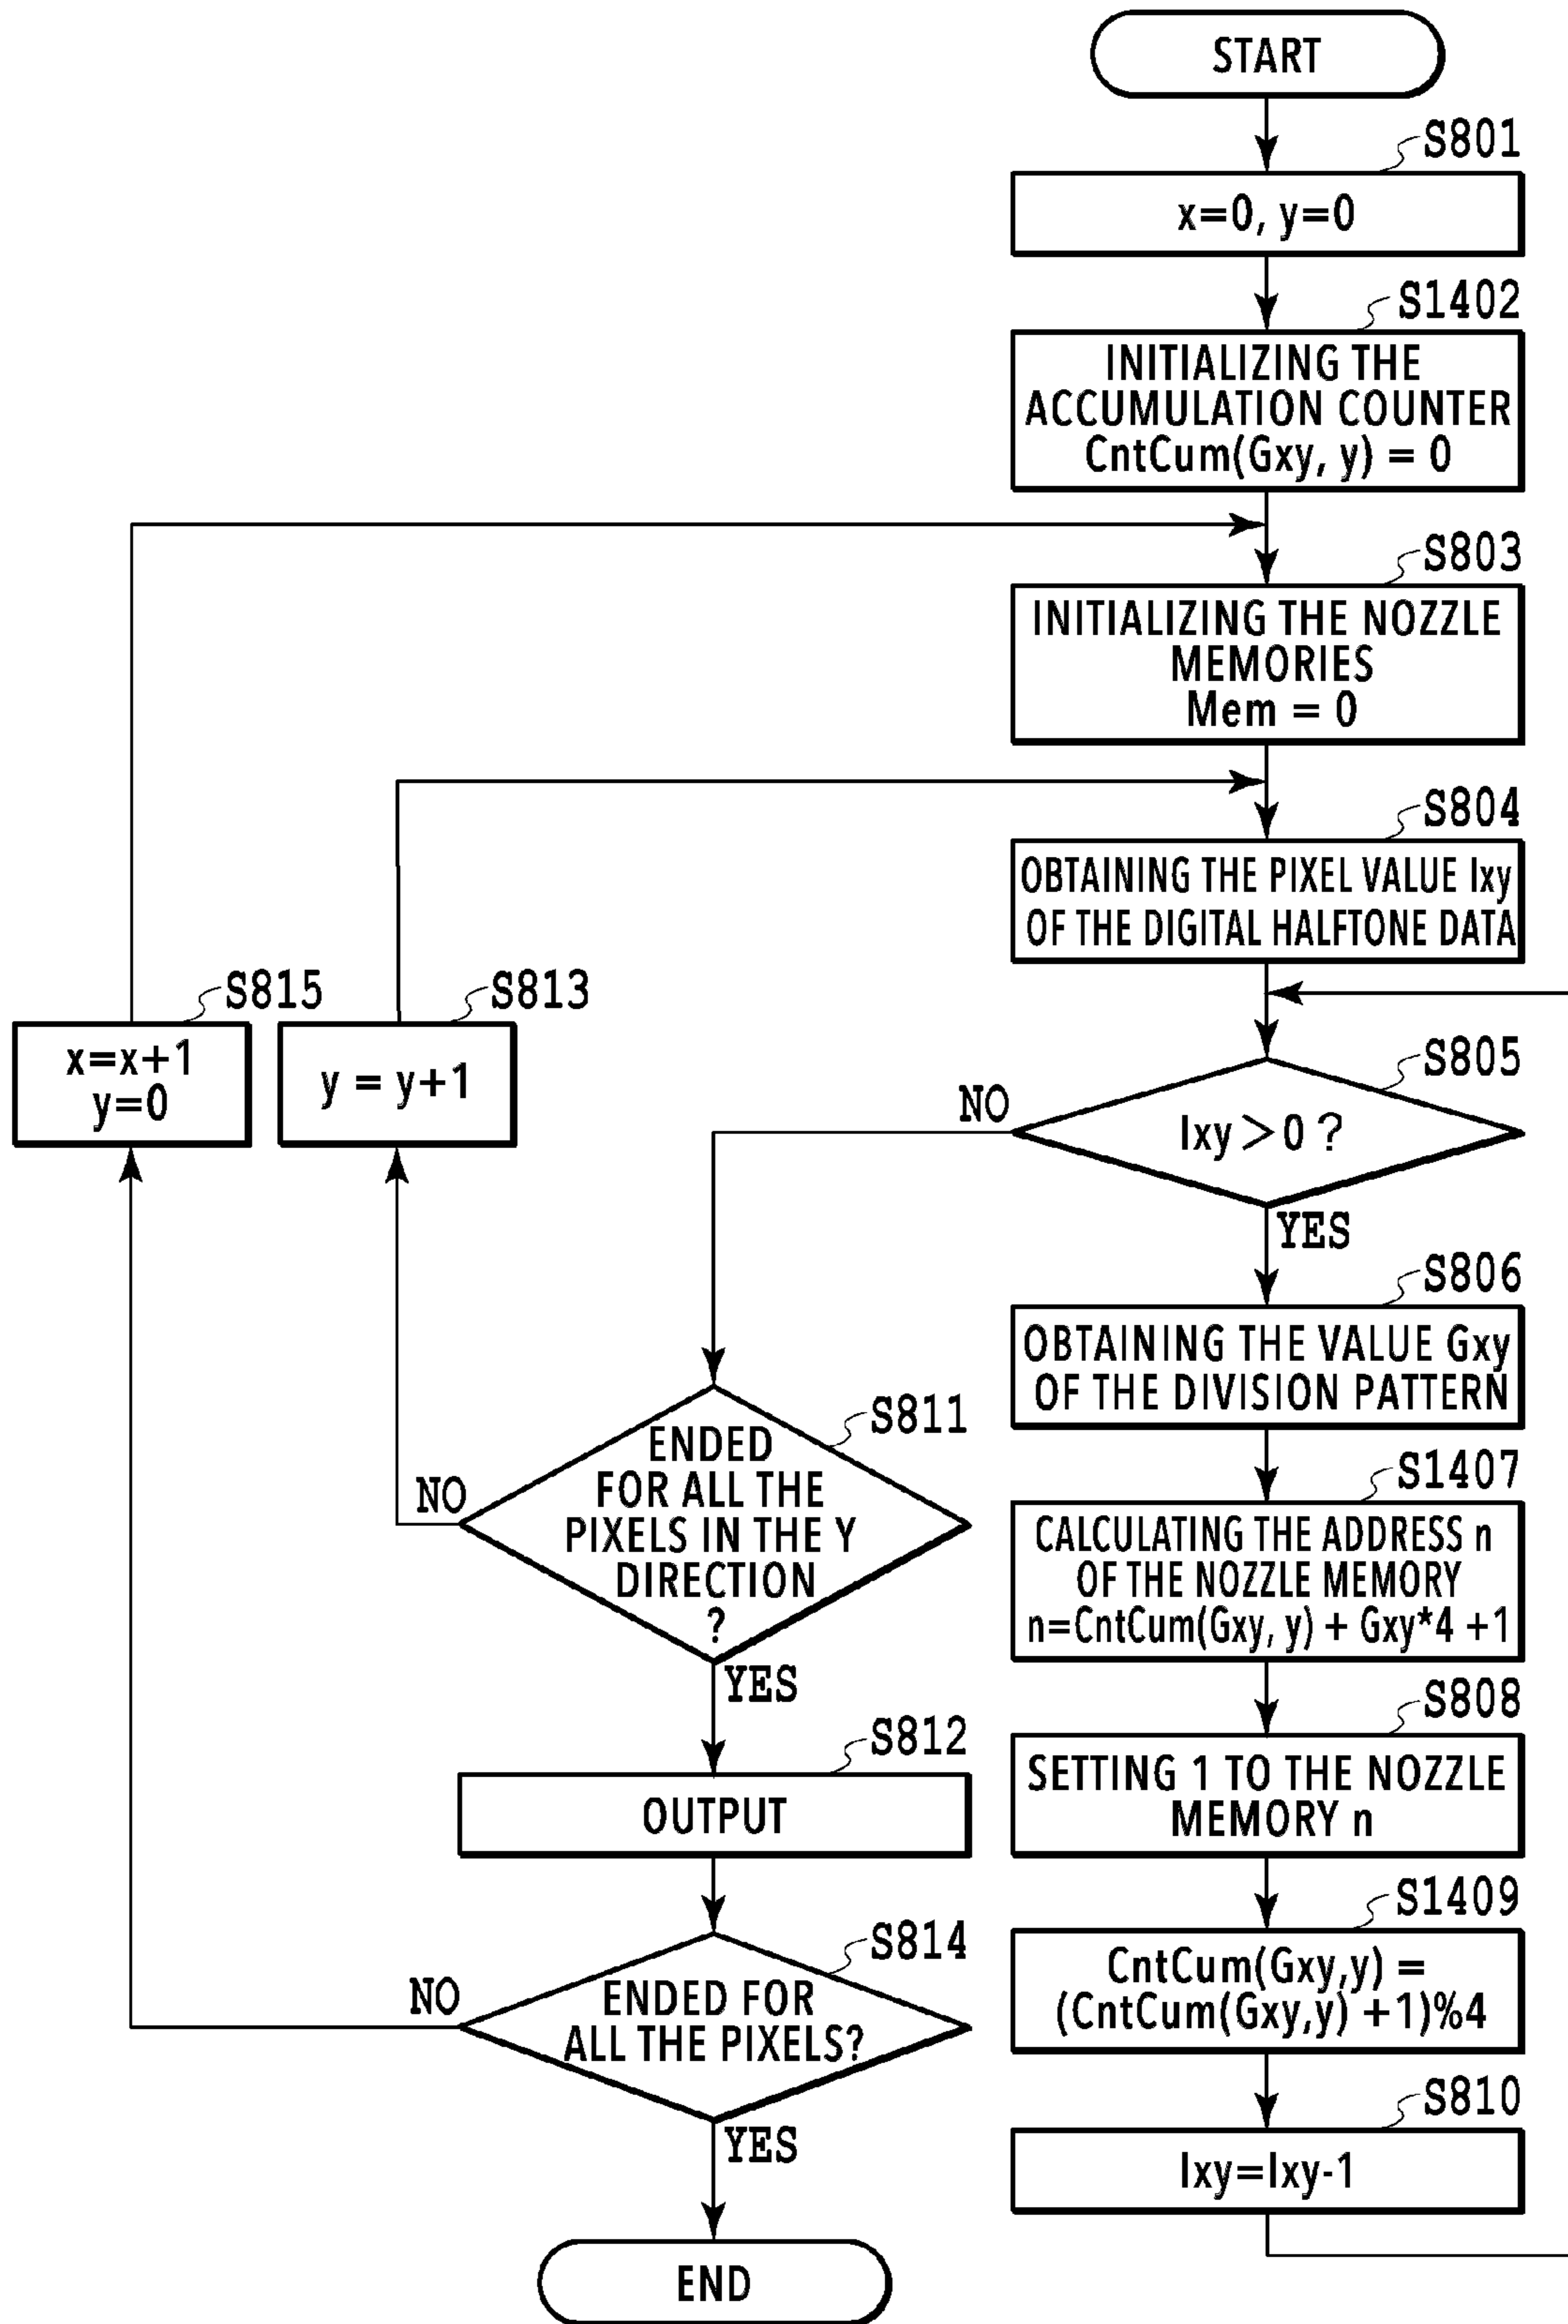 START
S801
x=0, y=0
S1402
INITIALIZING THE
ACCUMULATION COUNTER
CntCum(Gxy, y) = 0
S803
INITIALIZING THE NOZZLE
MEMORIES
Mem = 0
S804
OBTAINING THE PIXEL VALUE Ixy
OF THE DIGITAL HALFTONE DATA
S815
x=x+1
y=0
S813
y = y+1
S805
Ixy>0 ?
NO
YES
S806
OBTAINING THE VALUE Gxy
OF THE DIVISION PATTERN
S811
ENDED
FOR ALL THE
PIXELS IN THE Y
DIRECTION
?
NO
YES
S1407
CALCULATING THE ADDRESS n
OF THE NOZZLE MEMORY
n=CntCum(Gxy, y) + Gxy*4 +1
S812
OUTPUT
S808
SETTING 1 TO THE NOZZLE
MEMORY n
S814
ENDED FOR
ALL THE PIXELS?
NO
YES
S1409
CntCum(Gxy,y) =
(CntCum(Gxy,y) +1)%4
S810
Ixy=Ixy-1
END